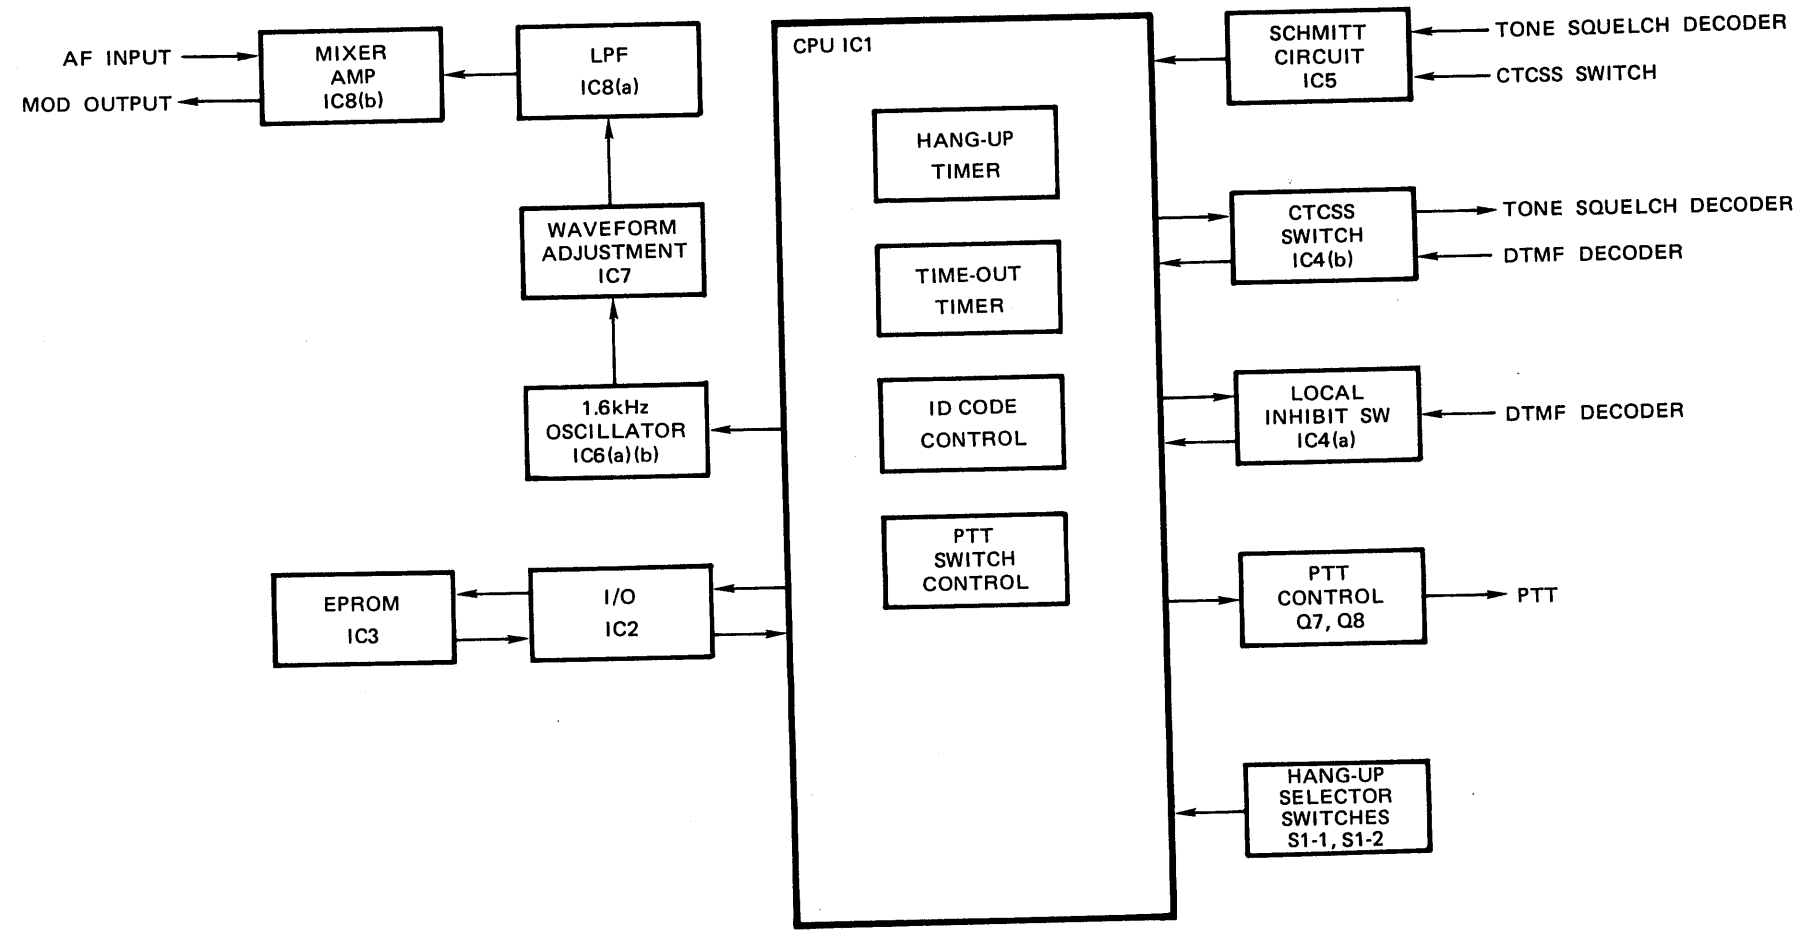 AF INPUT
MOD OUTPUT
MIXER
AMP
IC8(b)
LPF
IC8(a)
WAVEFORM
ADJUSTMENT
IC7
1.6kHz
OSCILLATOR
IC6(a)(b)
EPROM
IC3
I/O
IC2
CPU IC1
HANG-UP
TIMER
TIME-OUT
TIMER
ID CODE
CONTROL
PTT
SWITCH
CONTROL
SCHMITT
CIRCUIT
IC5
TONE SQUELCH DECODER
CTCSS SWITCH
CTCSS
SWITCH
IC4(b)
TONE SQUELCH DECODER
DTMF DECODER
LOCAL
INHIBIT SW
IC4(a)
DTMF DECODER
PTT
CONTROL
Q7, Q8
PTT
HANG-UP
SELECTOR
SWITCHES
S1-1, S1-2